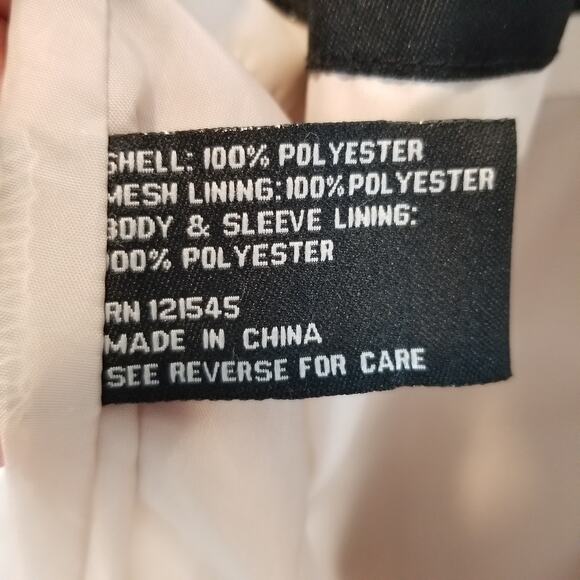 SHELL: 100% POLYESTER
MESH LINING: 100% POLYESTER
BODY & SLEEVE LINING:
100% POLYESTER
RN 121545
MADE IN CHINA
SEE REVERSE FOR CARE